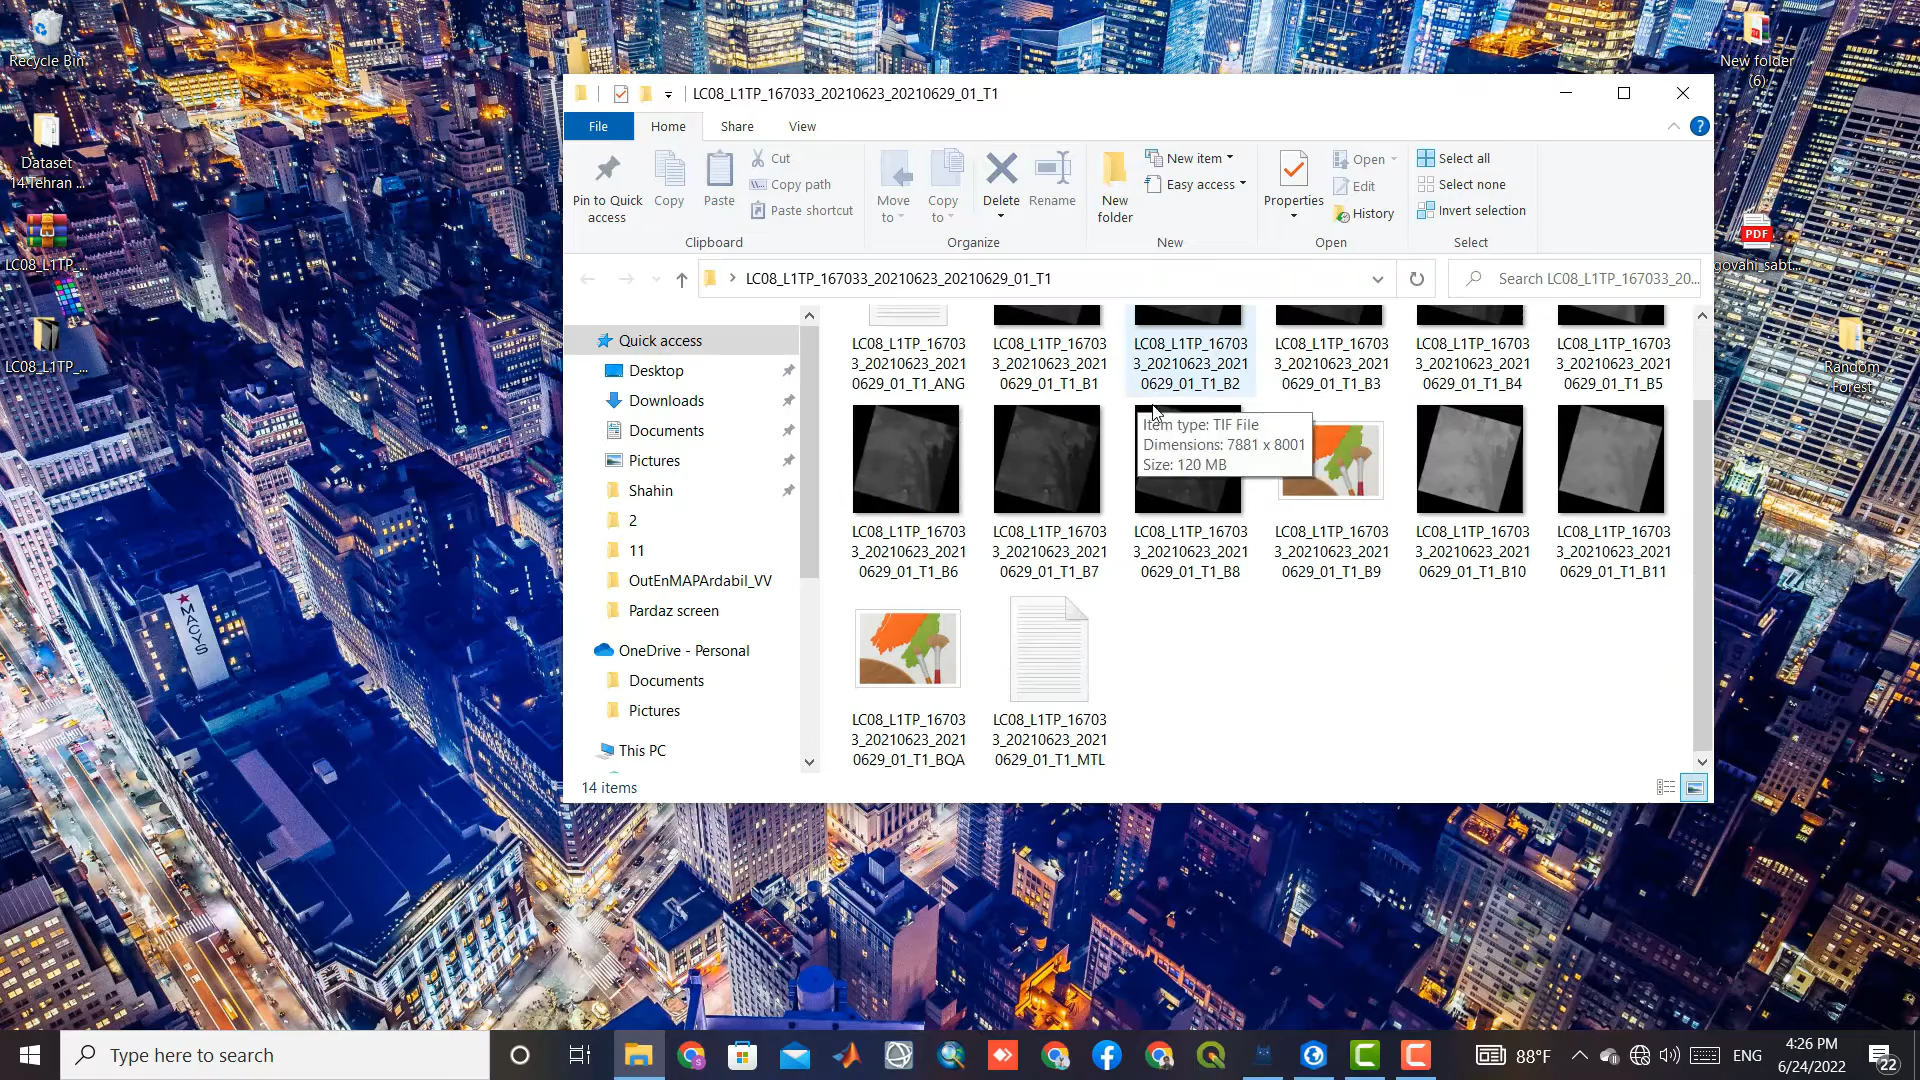 Recycle Bin
Dataset
14.Tehran ...
LC08_L1TP_...
LC08_L1TP_...
New folder
(6)
PDF
govahi_sabt...
Random
Forest
MACYS
LC08_L1TP_167033_20210623_20210629_01_T1
File Home Share View
Pin to Quick
access
Copy
Paste
Cut
Copy path
Paste shortcut
Clipboard
Move
to
Copy
to
Delete
Rename
Organize
New
folder
New item
Easy access
New
Properties
Open
Edit
History
Open
Select all
Select none
Invert selection
Select
LC08_L1TP_167033_20210623_20210629_01_T1
Search LC08_L1TP_167033_20...
Quick access
Desktop
Downloads
Documents
Pictures
Shahin
2
11
OutEnMAPArdabil_VV
Pardaz screen
OneDrive - Personal
Documents
Pictures
This PC
LC08_L1TP_16703
3_20210623_2021
0629_01_T1_ANG
LC08_L1TP_16703
3_20210623_2021
0629_01_T1_B1
LC08_L1TP_16703
3_20210623_2021
0629_01_T1_B2
LC08_L1TP_16703
3_20210623_2021
0629_01_T1_B3
LC08_L1TP_16703
3_20210623_2021
0629_01_T1_B4
LC08_L1TP_16703
3_20210623_2021
0629_01_T1_B5
Item type: TIF File
Dimensions: 7881 x 8001
Size: 120 MB
LC08_L1TP_16703
3_20210623_2021
0629_01_T1_B6
LC08_L1TP_16703
3_20210623_2021
0629_01_T1_B7
LC08_L1TP_16703
3_20210623_2021
0629_01_T1_B8
LC08_L1TP_16703
3_20210623_2021
0629_01_T1_B9
LC08_L1TP_16703
3_20210623_2021
0629_01_T1_B10
LC08_L1TP_16703
3_20210623_2021
0629_01_T1_B11
LC08_L1TP_16703
3_20210623_2021
0629_01_T1_BQA
LC08_L1TP_16703
3_20210623_2021
0629_01_T1_MTL
14 items
Type here to search
88°F
ENG
4:26 PM
6/24/2022
22